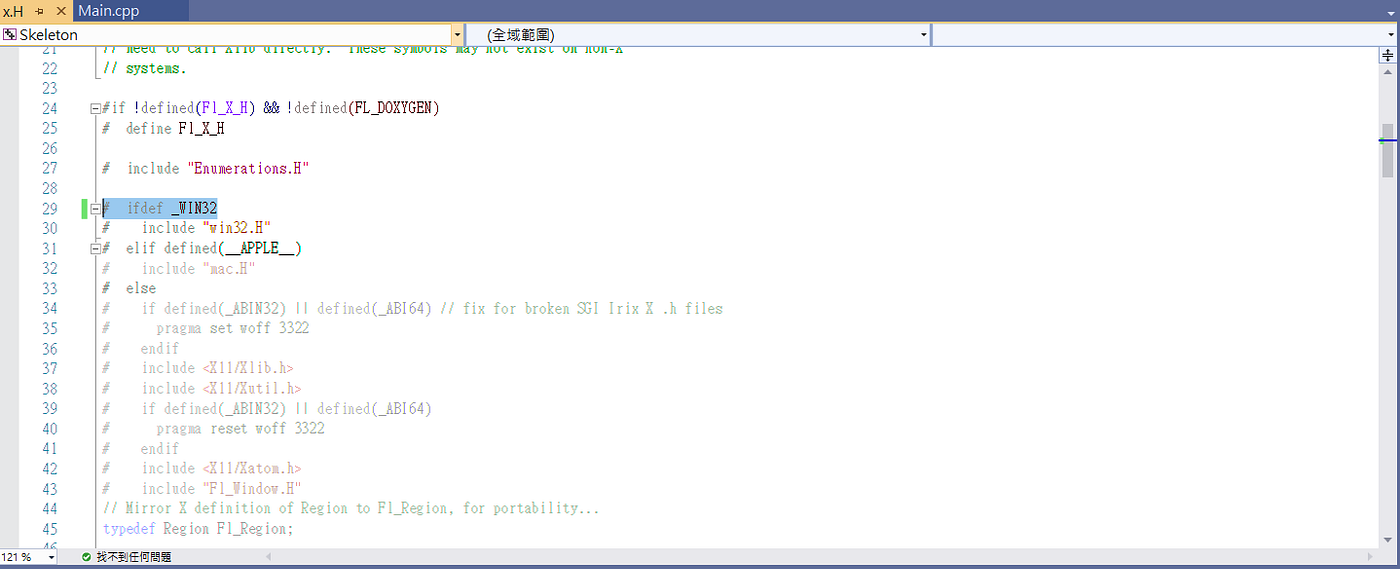 x.H
Main.cpp
Skeleton
(全域範圍)
21 // need to call Xlib directly. These symbols may not exist on non-X
22 // systems.
23
24 #if !defined(Fl_X_H) && !defined(FL_DOXYGEN)
25 # define Fl_X_H
26
27 # include "Enumerations.H"
28
29 # ifdef _WIN32
30 # include "win32.H"
31 # elif defined(__APPLE__)
32 # include "mac.H"
33 # else
34 # if defined(_ABIN32) || defined(_ABI64) // fix for broken SGI Irix X .h files
35 # pragma set woff 3322
36 # endif
37 # include <X11/Xlib.h>
38 # include <X11/Xutil.h>
39 # if defined(_ABIN32) || defined(_ABI64)
40 # pragma reset woff 3322
41 # endif
42 # include <X11/Xatom.h>
43 # include "Fl_Window.H"
44 // Mirror X definition of Region to Fl_Region, for portability...
45 typedef Region Fl_Region;
46
121 %
找不到任何問題